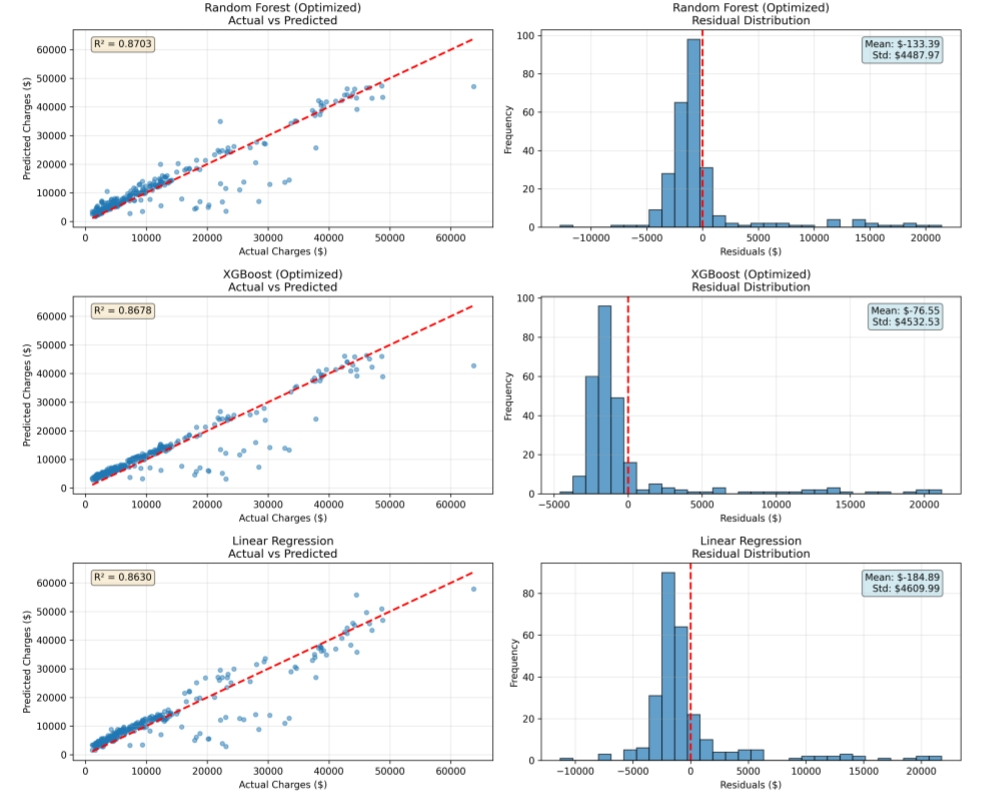 Random Forest (Optimized)
Actual vs Predicted
R² = 0.8703
60000
50000
40000
30000
20000
10000
0
Predicted Charges ($)
0 10000 20000 30000 40000 50000 60000
Actual Charges ($)
Random Forest (Optimized)
Residual Distribution
Mean: $-133.39
Std: $4487.97
100
80
60
40
20
0
Frequency
−10000 −5000 0 5000 10000 15000 20000
Residuals ($)
XGBoost (Optimized)
Actual vs Predicted
R² = 0.8678
60000
50000
40000
30000
20000
10000
0
Predicted Charges ($)
0 10000 20000 30000 40000 50000 60000
Actual Charges ($)
XGBoost (Optimized)
Residual Distribution
Mean: $-76.55
Std: $4532.53
100
80
60
40
20
0
Frequency
−5000 0 5000 10000 15000 20000
Residuals ($)
Linear Regression
Actual vs Predicted
R² = 0.8630
60000
50000
40000
30000
20000
10000
0
Predicted Charges ($)
0 10000 20000 30000 40000 50000 60000
Actual Charges ($)
Linear Regression
Residual Distribution
Mean: $-184.89
Std: $4609.99
80
60
40
20
0
Frequency
−10000 −5000 0 5000 10000 15000 20000
Residuals ($)